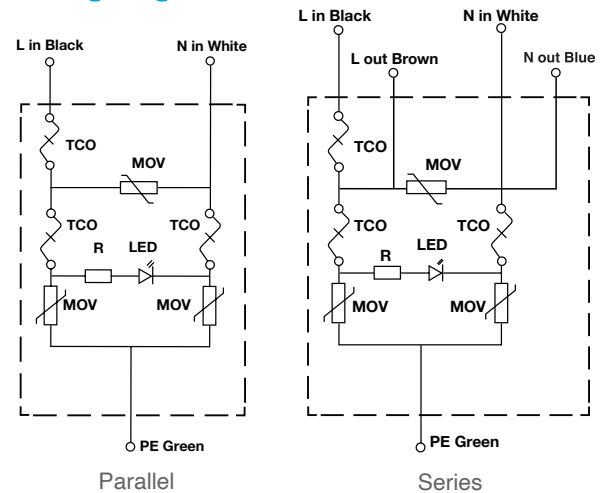 L in Black
N in White
TCO
MOV
TCO
TCO
R
LED
MOV
MOV
PE Green
Parallel
L in Black
N in White
L out Brown
N out Blue
TCO
MOV
TCO
TCO
R
LED
MOV
MOV
PE Green
Series